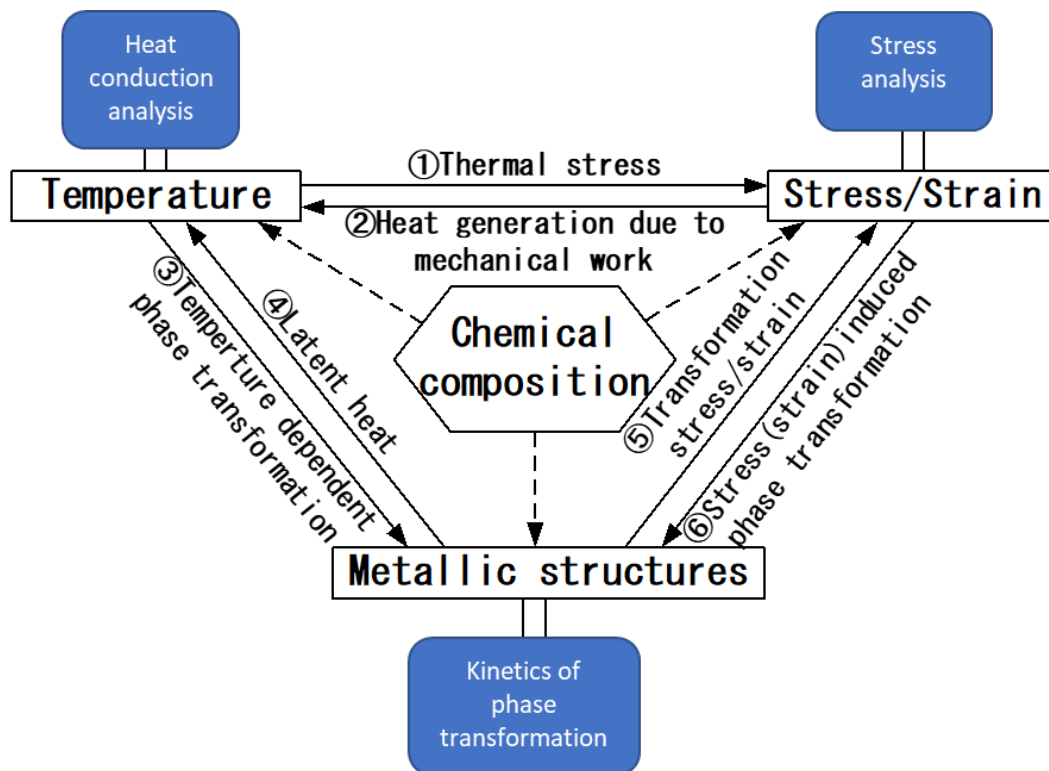 Heat
conduction
analysis
Stress
analysis
①Thermal stress
Temperature
Stress/Strain
②Heat generation due to
mechanical work
③Temperture dependent
phase transformation
④Latent heat
Chemical
composition
⑤Transformation
stress/strain
⑥Stress(strain)induced
phase transformation
Metallic structures
Kinetics of
phase
transformation